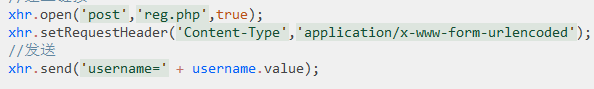 xhr.open('post','reg.php',true);
xhr.setRequestHeader('Content-Type','application/x-www-form-urlencoded');
//发送
xhr.send('username=' + username.value);